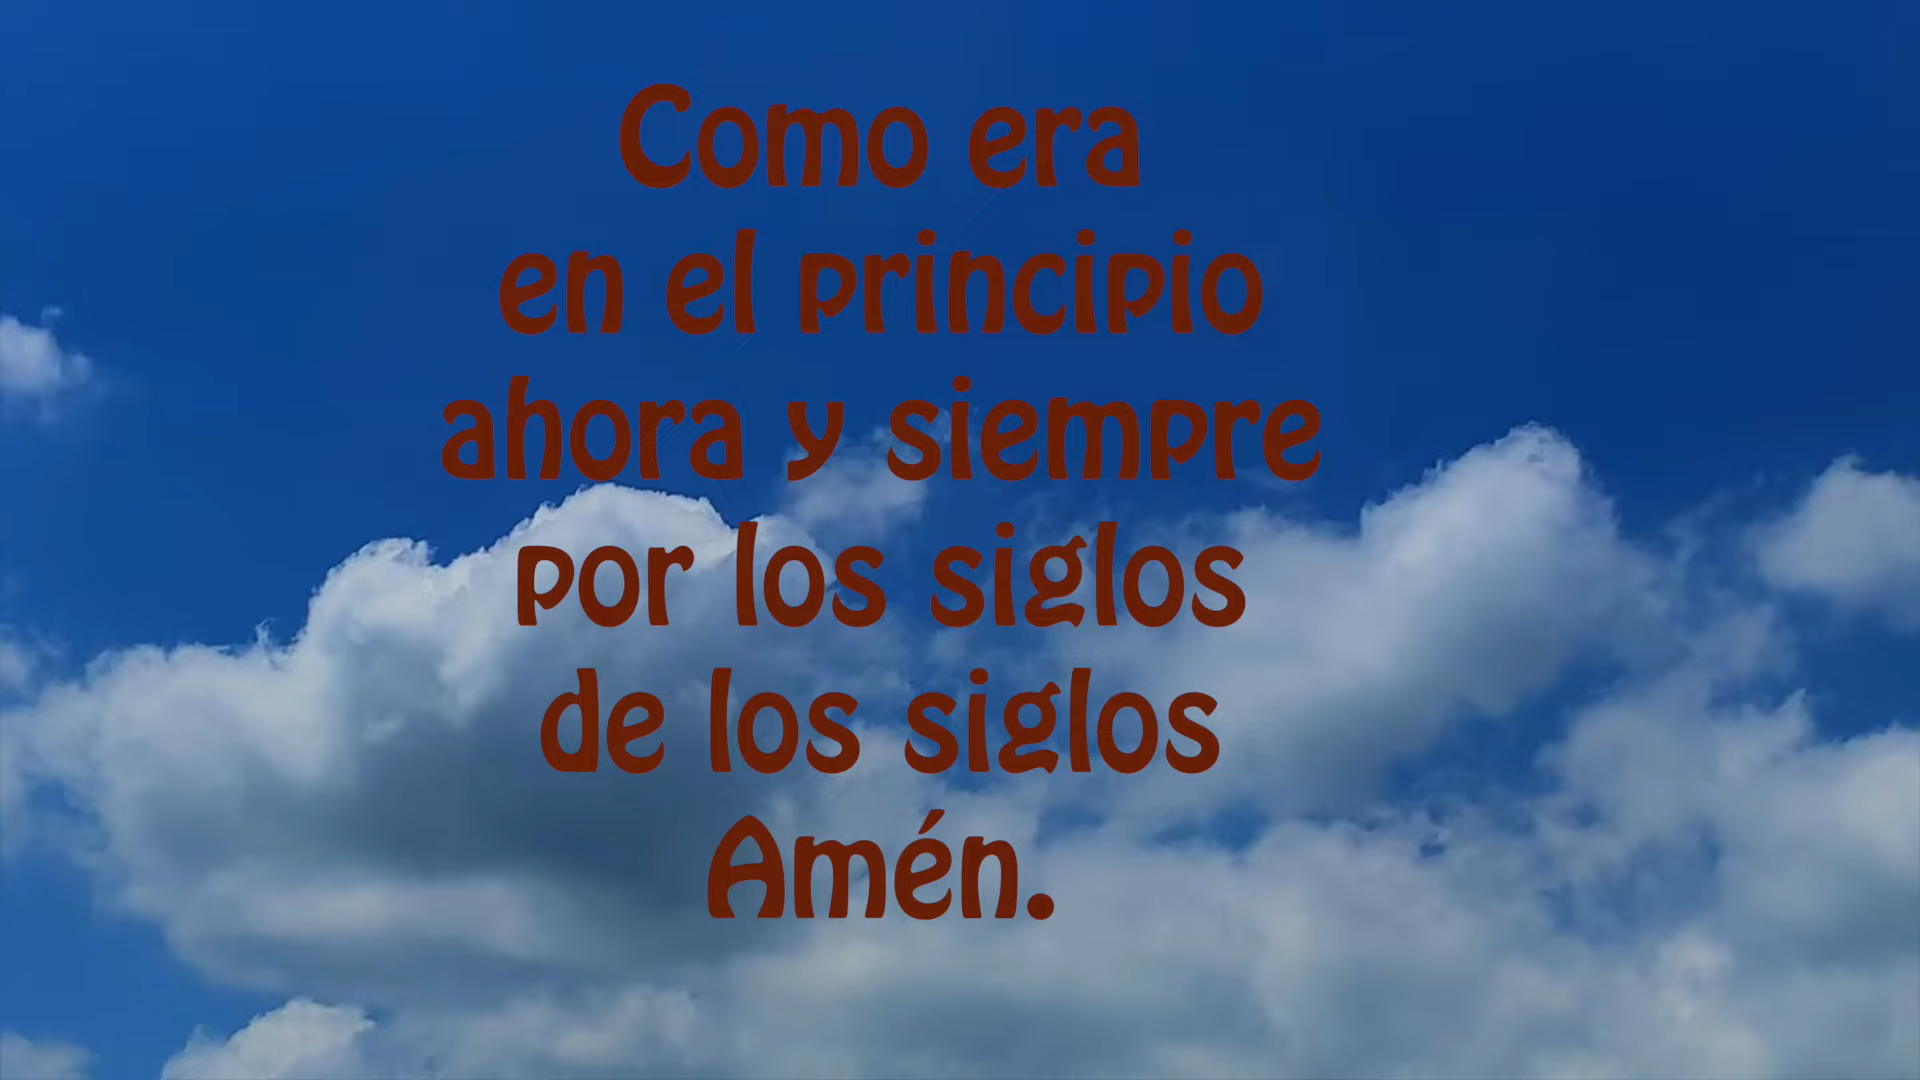 Como era
en el principio
ahora y siempre
por los siglos
de los siglos
Amén.